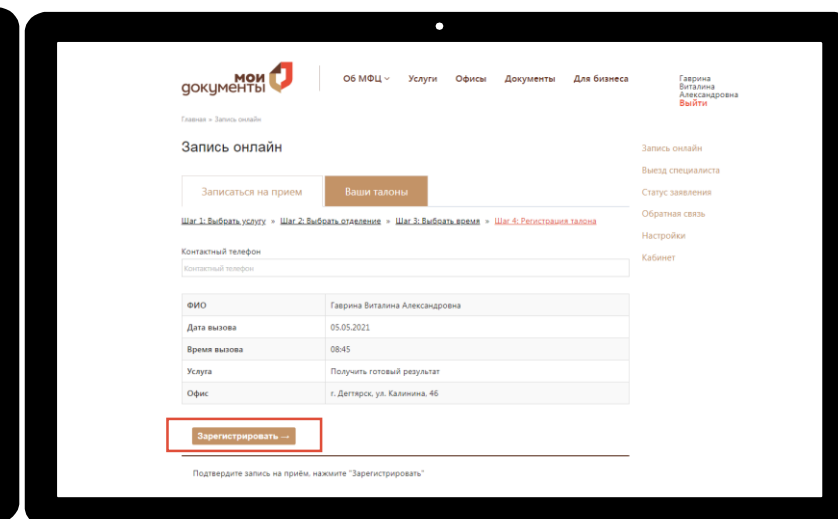 мои
документы
Об МФЦ Услуги Офисы Документы Для бизнеса
Гаврина
Виталина
Александровна
Выйти
Главная » Запись онлайн
Запись онлайн
Записаться на прием Ваши талоны
Шаг 1: Выбрать услугу » Шаг 2: Выбрать отделение » Шаг 3: Выбрать время » Шаг 4: Регистрация талона
Контактный телефон
Контактный телефон
ФИО Гаврина Виталина Александровна
Дата вызова 05.05.2021
Время вызова 08:45
Услуга Получить готовый результат
Офис г. Дегтярск, ул. Калинина, 46
Зарегистрировать →
Подтвердите запись на приём, нажмите "Зарегистрировать"
Запись онлайн
Выезд специалиста
Статус заявления
Обратная связь
Настройки
Кабинет